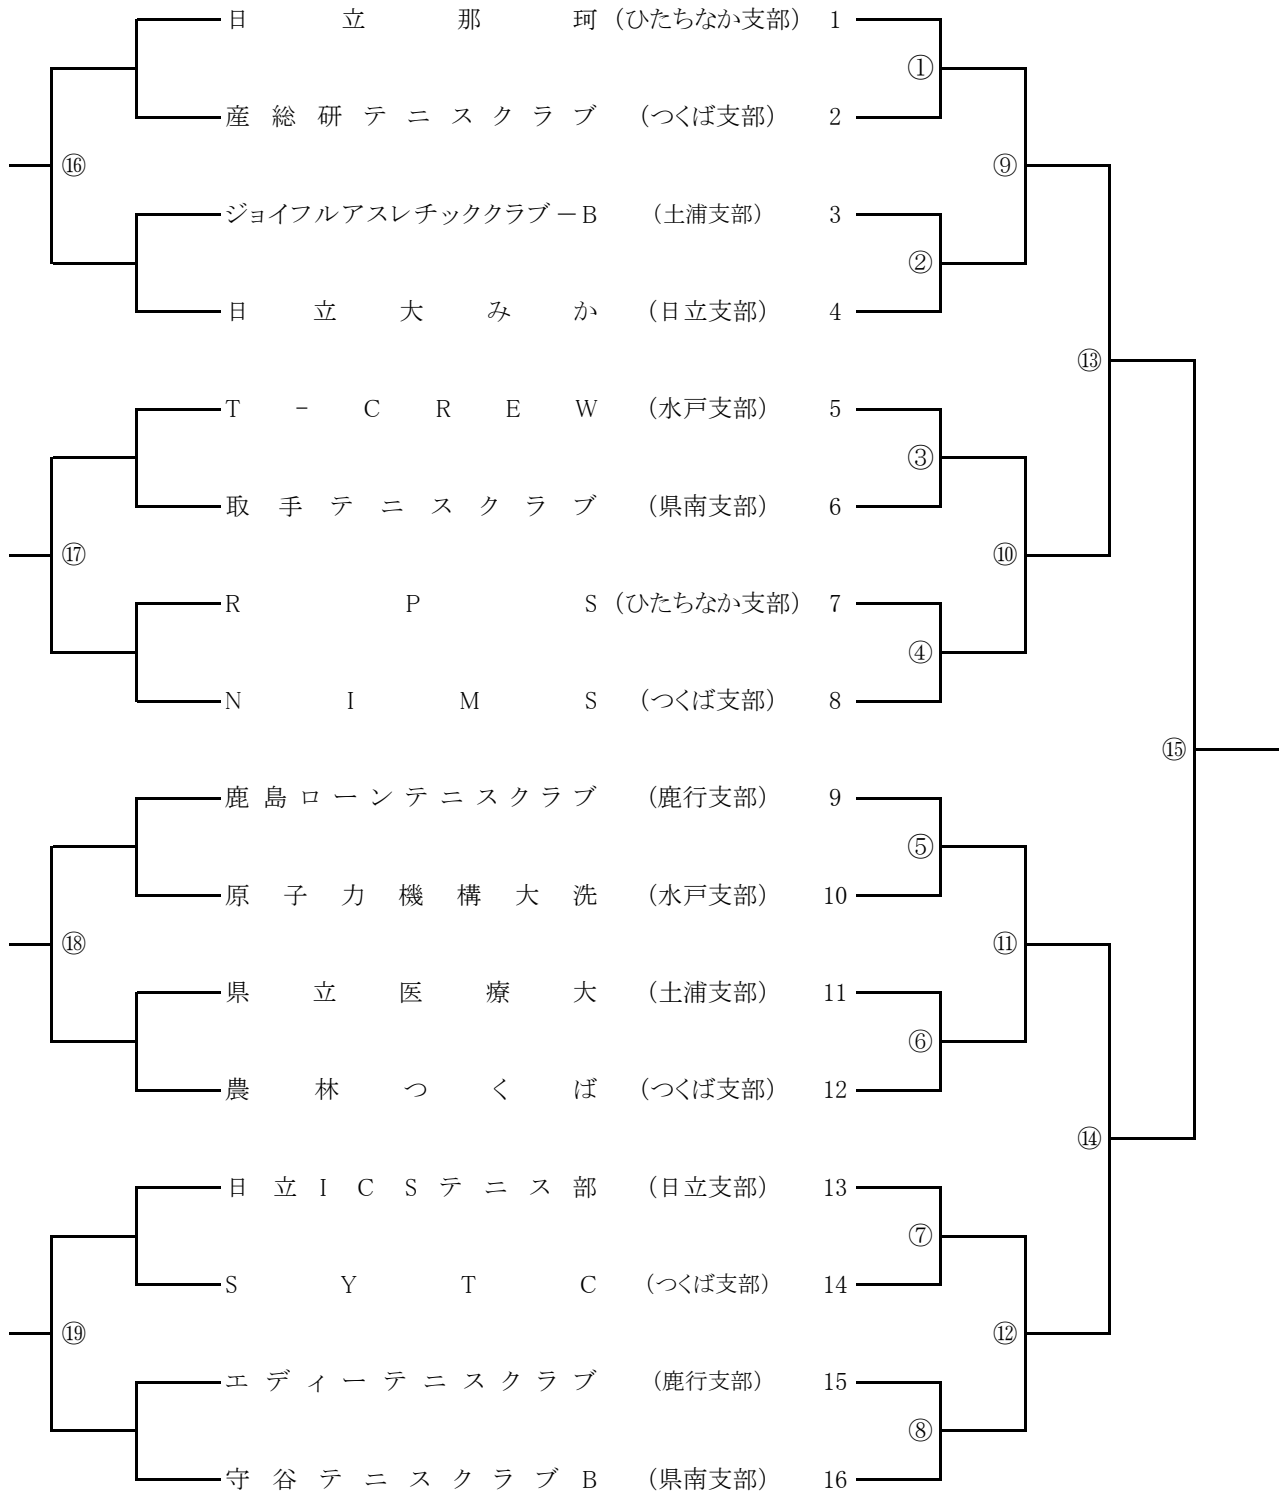 日立那珂 (ひたちなか支部) 1
①
産総研テニスクラブ (つくば支部) 2
⑯ ⑨
ジョイフルアスレチッククラブ－B (土浦支部) 3
②
日立大みか (日立支部) 4
⑬
T-CREW (水戸支部) 5
③
取手テニスクラブ (県南支部) 6
⑰ ⑩
RPS (ひたちなか支部) 7
④
NIMS (つくば支部) 8
⑮
鹿島ローンテニスクラブ (鹿行支部) 9
⑤
原子力機構大洗 (水戸支部) 10
⑱ ⑪
県立医療大 (土浦支部) 11
⑥
農林つくば (つくば支部) 12
⑭
日立ICSテニス部 (日立支部) 13
⑦
SYTC (つくば支部) 14
⑲ ⑫
エディーテニスクラブ (鹿行支部) 15
⑧
守谷テニスクラブB (県南支部) 16